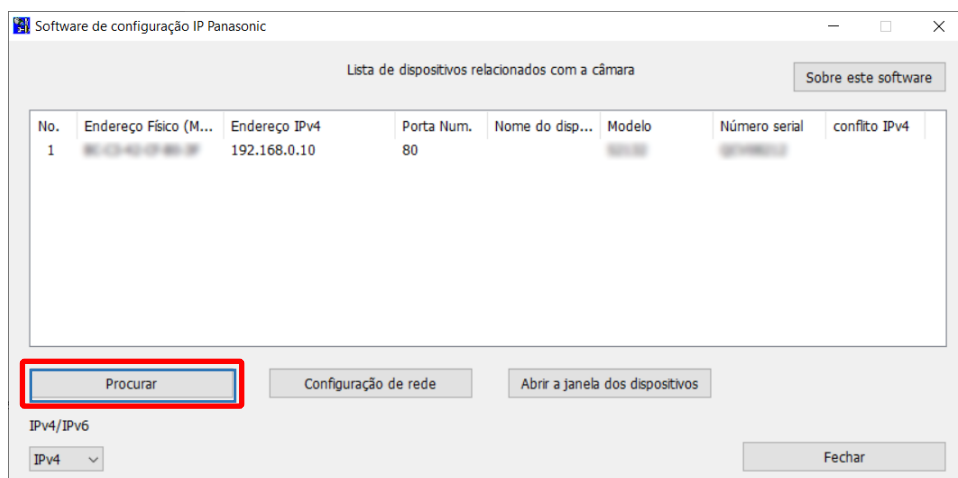 Software de configuração IP Panasonic
Lista de dispositivos relacionados com a câmara
Sobre este software
No. Endereço Físico (M... Endereço IPv4 Porta Num. Nome do disp... Modelo Número serial conflito IPv4
1 192.168.0.10 80
Procurar Configuração de rede Abrir a janela dos dispositivos
IPv4/IPv6
IPv4 Fechar